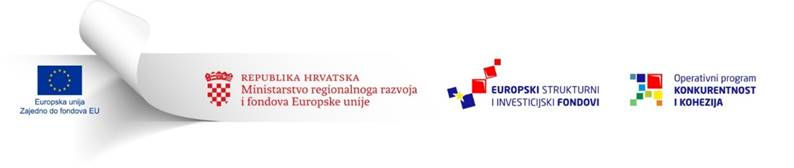 Europska unija
Zajedno do fondova EU
REPUBLIKA HRVATSKA
Ministarstvo regionalnoga razvoja
i fondova Europske unije
EUROPSKI STRUKTURNI
I INVESTICIJSKI FONDOVI
Operativni program
KONKURENTNOST
I KOHEZIJA